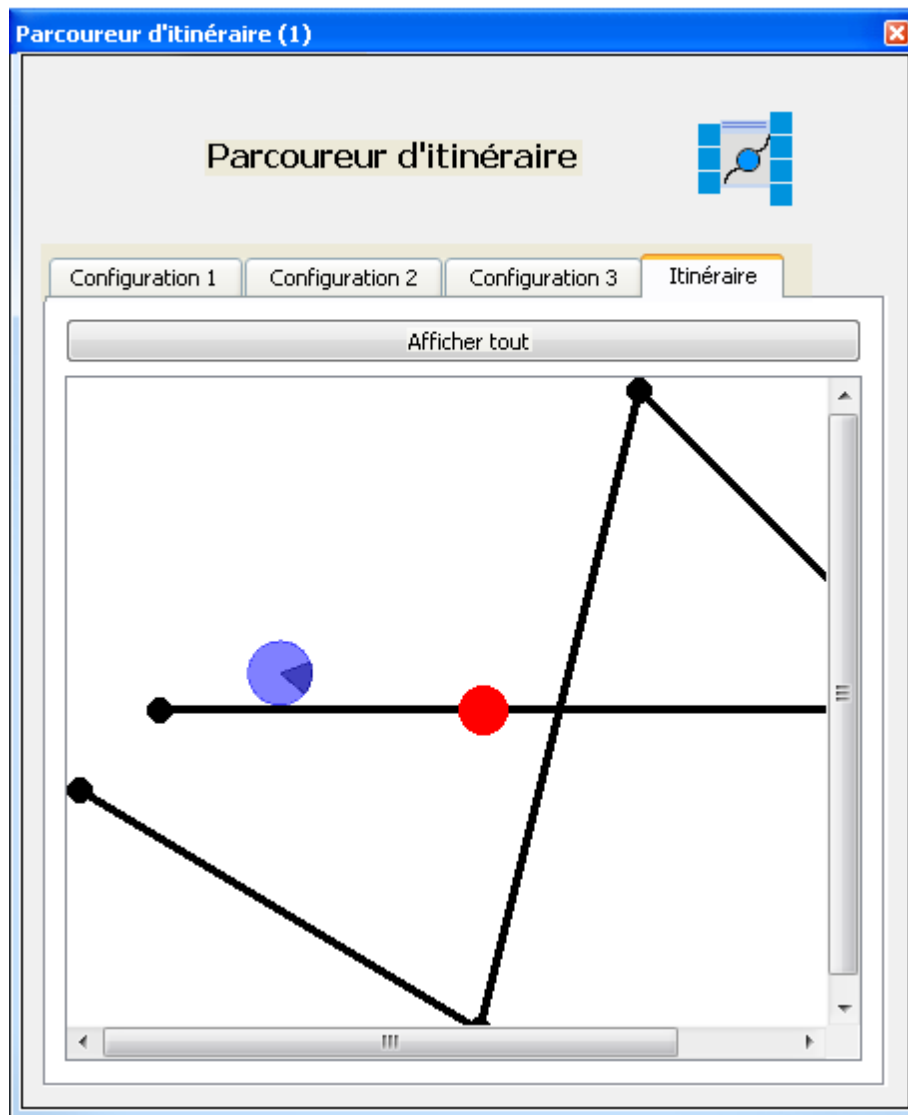 Parcoureur d'itinéraire (1)
Parcoureur d'itinéraire
Configuration 1 Configuration 2 Configuration 3 Itinéraire
Afficher tout